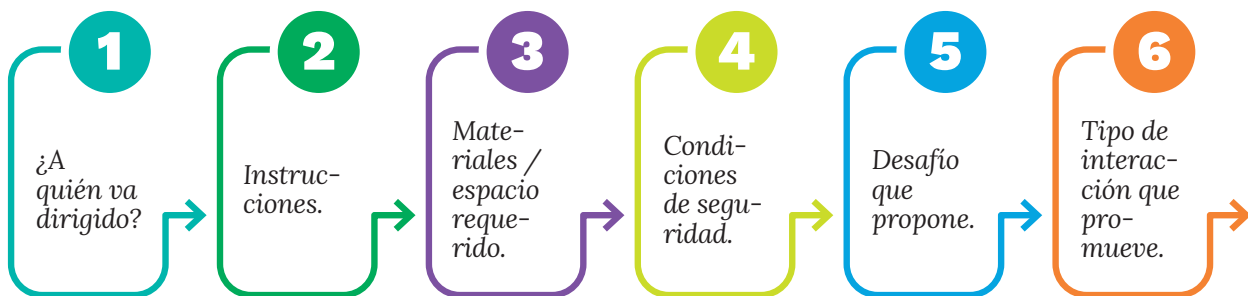 1
¿A
quién va
dirigido?
2
Instruc-
ciones.
3
Mate-
riales /
espacio
reque-
rido.
4
Condi-
ciones
de segu-
ridad.
5
Desafío
que
propone.
6
Tipo de
interac-
ción que
pro-
mueve.